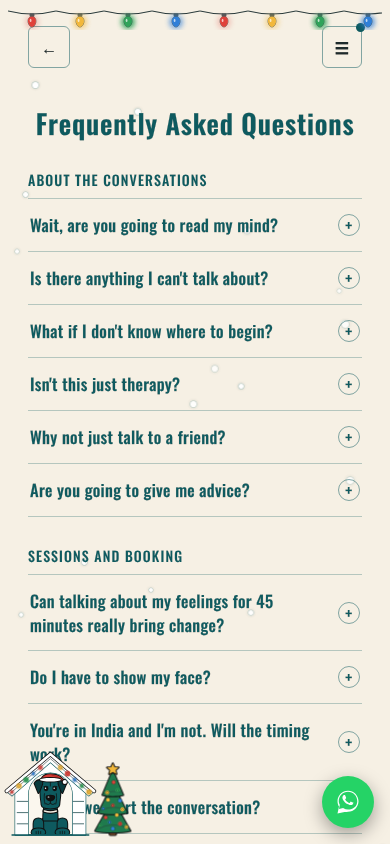 ←
☰
Frequently Asked Questions
ABOUT THE CONVERSATIONS
Wait, are you going to read my mind?
+
Is there anything I can't talk about?
+
What if I don't know where to begin?
+
Isn't this just therapy?
+
Why not just talk to a friend?
+
Are you going to give me advice?
+
SESSIONS AND BOOKING
Can talking about my feelings for 45
minutes really bring change?
+
Do I have to show my face?
+
You're in India and I'm not. Will the timing
work?
+
the conversation?